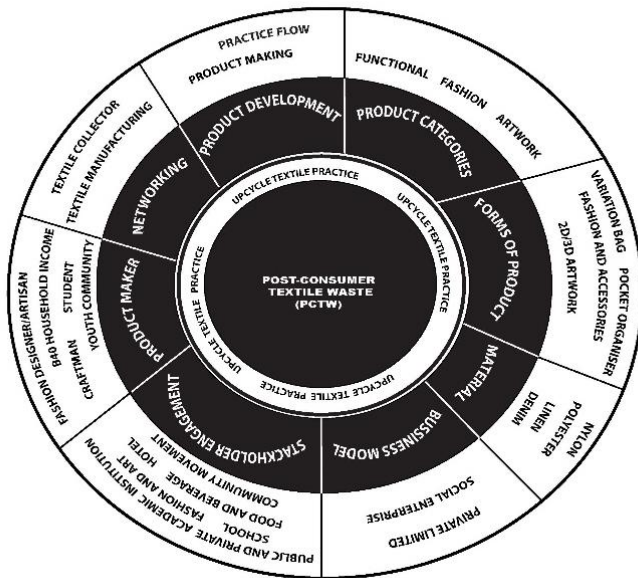 PRACTICE FLOW
PRODUCT MAKING
PRODUCT DEVELOPMENT
FUNCTIONAL FASHION ARTWORK
PRODUCT CATEGORIES
VARIATION BAG POCKET ORGANISER
FASHION AND ACCESSORIES
2D/3D ARTWORK
FORMS OF PRODUCT
NYLON
POLYESTER
LINEN
DENIM
MATERIAL
PRIVATE LIMITED
SOCIAL ENTERPRISE
BUSSINESS MODEL
PUBLIC AND PRIVATE ACADEMIC INSTITUTION
SCHOOL FASHION AND ART
FOOD AND BEVERAGE HOTEL
COMMUNITY MOVEMENT
STACKHOLDER ENGAGEMENT
FASHION DESIGNER/ARTISAN
B40 HOUSEHOLD INCOME
CRAFTMAN STUDENT
YOUTH COMMUNITY
PRODUCT MAKER
TEXTILE COLLECTOR
TEXTILE MANUFACTURING
NETWORKING
UPCYCLE TEXTILE PRACTICE
UPCYCLE TEXTILE PRACTICE
UPCYCLE TEXTILE PRACTICE
UPCYCLE TEXTILE PRACTICE
POST-CONSUMER
TEXTILE WASTE
(PCTW)